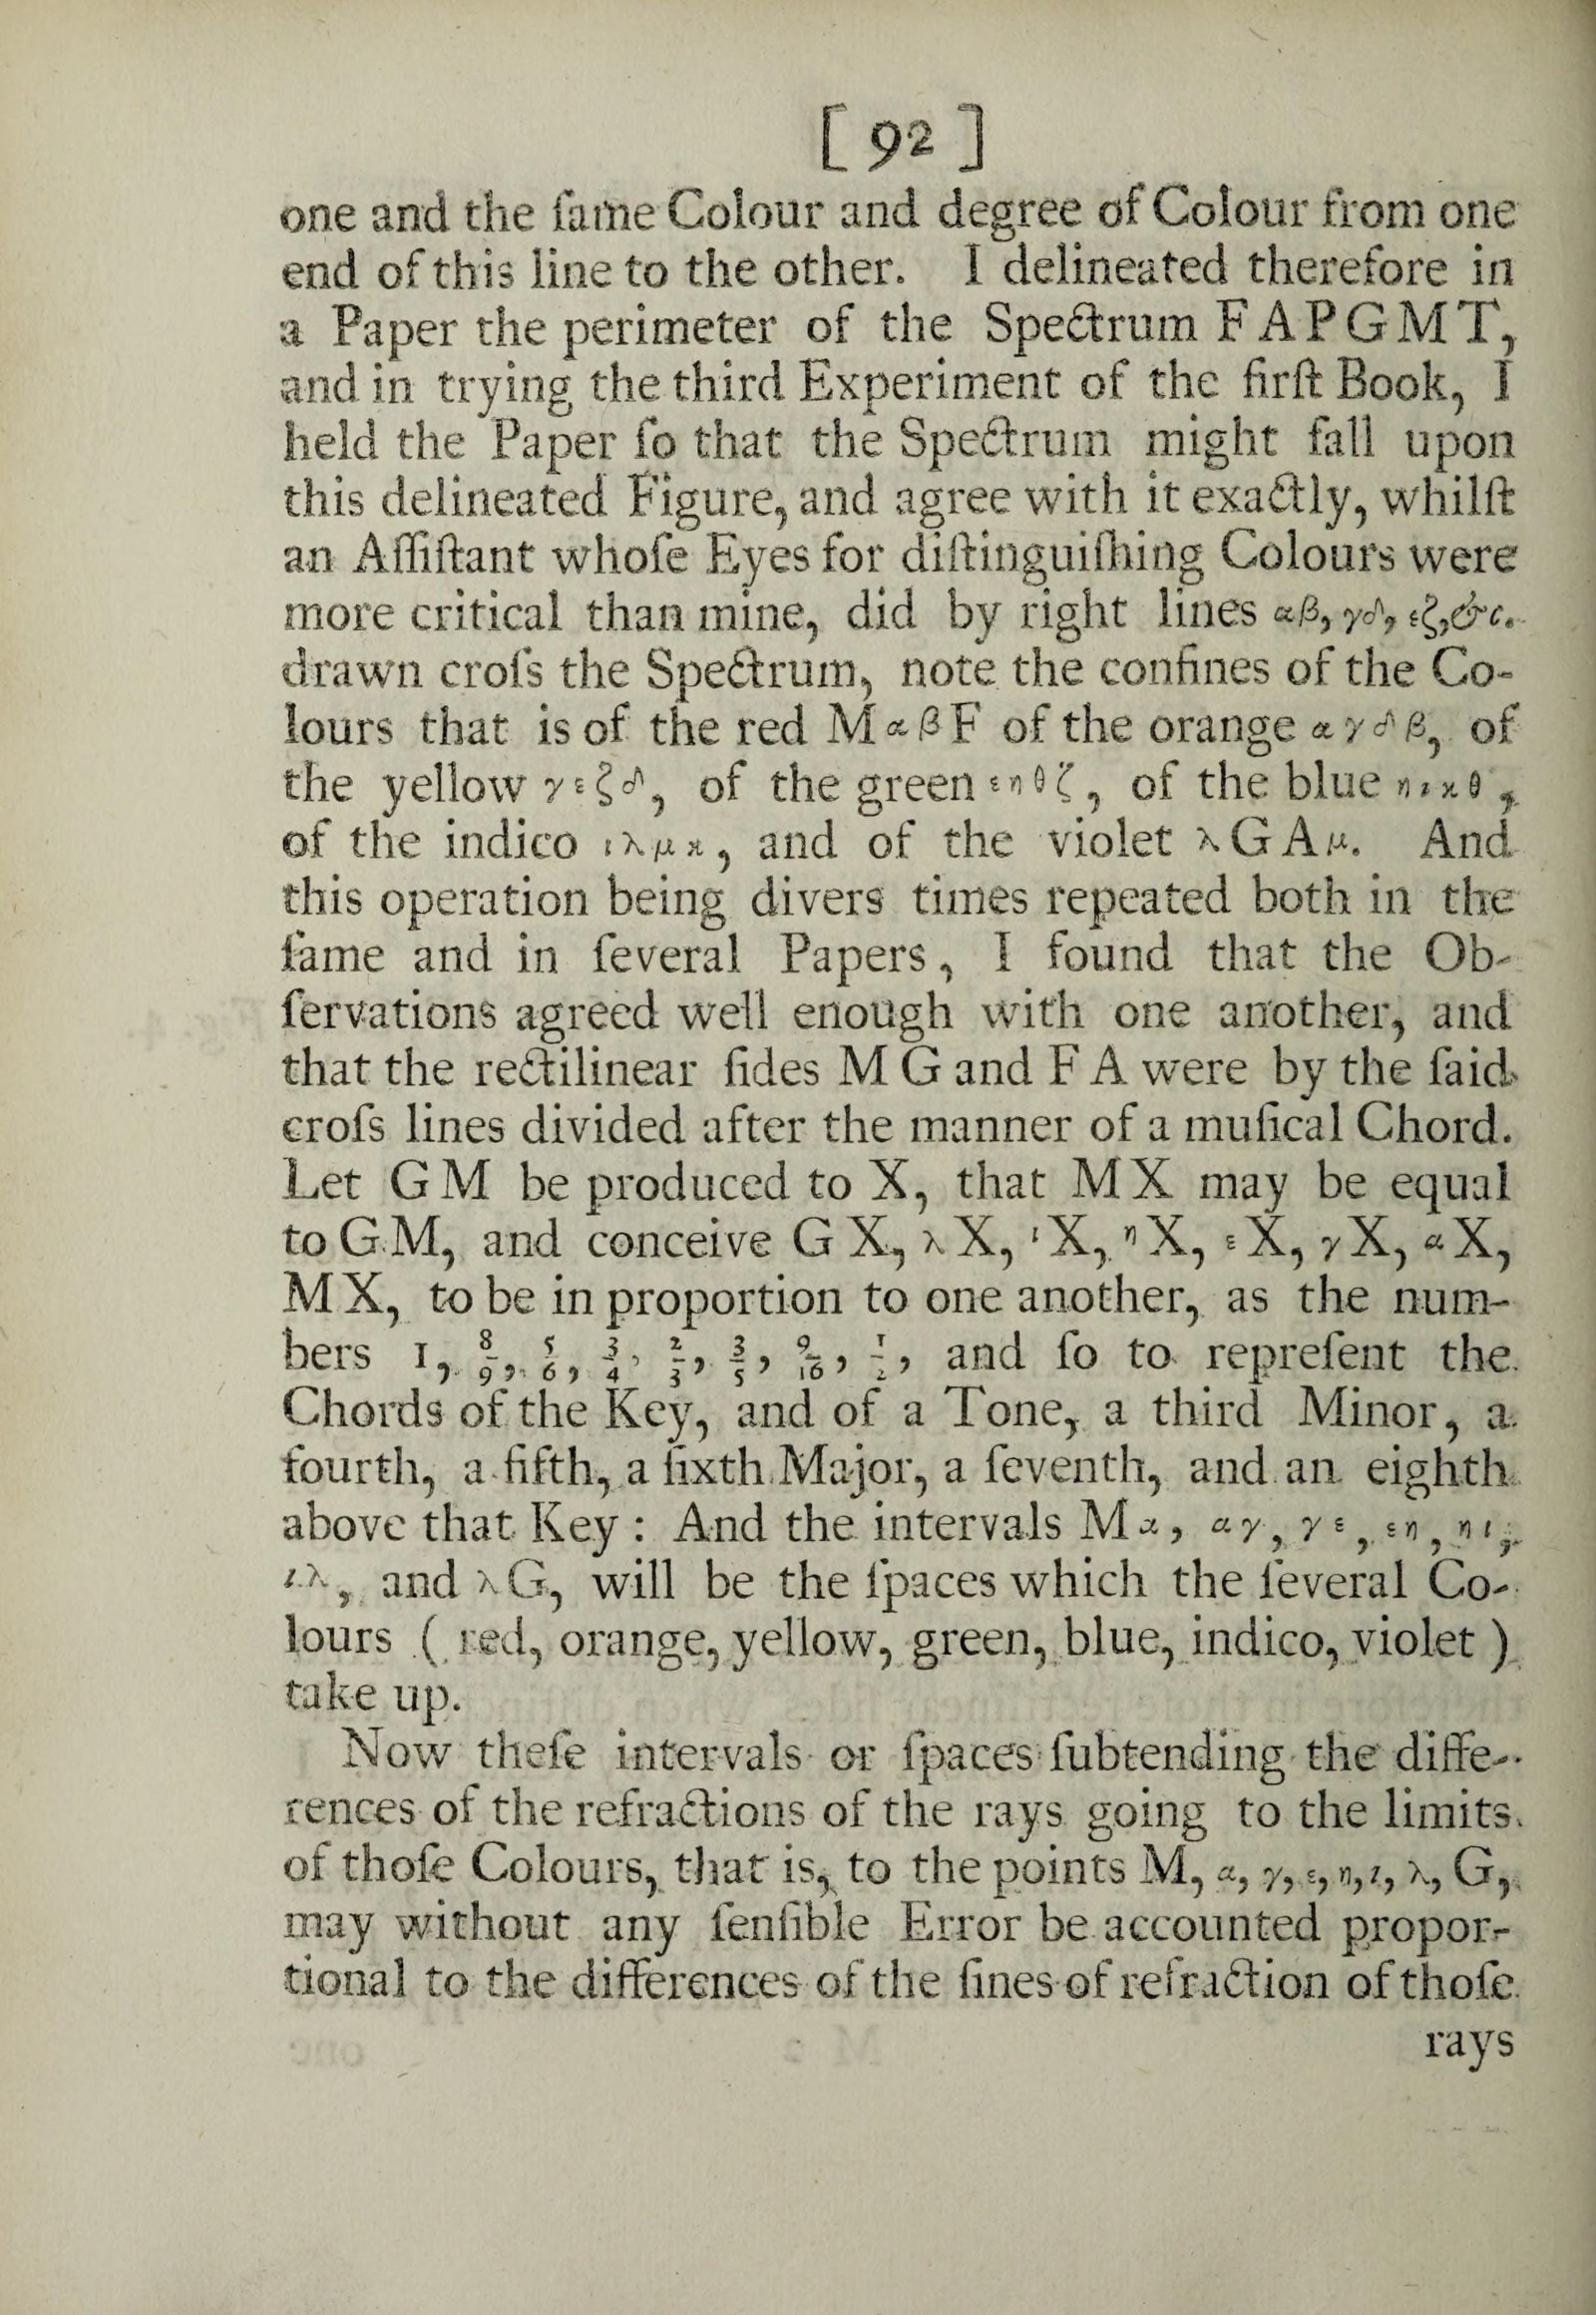 [ 92 ]
one and the ſame Colour and degree of Colour from one
end of this line to the other. I delineated therefore in
a Paper the perimeter of the Spectrum F A P G M T,
and in trying the third Experiment of the firſt Book, I
held the Paper ſo that the Spectrum might fall upon
this delineated Figure, and agree with it exactly, whilſt
an Aſſiſtant whoſe Eyes for diſtinguiſhing Colours were
more critical than mine, did by right lines αβ, γδ, εζ, &c.
drawn croſs the Spectrum, note the confines of the Co-
lours that is of the red M α β F of the orange α γ δ β, of
the yellow γ ε ζ δ, of the green ε η θ ζ, of the blue η ι κ θ,
of the indico ι λ μ κ, and of the violet λ G A μ. And
this operation being divers times repeated both in the
ſame and in ſeveral Papers, I found that the Ob-
ſervations agreed well enough with one another, and
that the rectilinear ſides M G and F A were by the ſaid
croſs lines divided after the manner of a muſical Chord.
Let G M be produced to X, that M X may be equal
to G M, and conceive G X, λ X, ι X, η X, ε X, γ X, α X,
M X, to be in proportion to one another, as the num-
bers 1, 8/9, 5/6, 3/4, 2/3, 3/5, 9/16, 1/2, and ſo to repreſent the
Chords of the Key, and of a Tone, a third Minor, a
fourth, a fifth, a ſixth Major, a ſeventh, and an eighth
above that Key : And the intervals M α, α γ, γ ε, ε η, η ι,
ι λ, and λ G, will be the ſpaces which the ſeveral Co-
lours ( red, orange, yellow, green, blue, indico, violet )
take up.
Now theſe intervals or ſpaces ſubtending the diffe-
rences of the refractions of the rays going to the limits
of thoſe Colours, that is, to the points M, α, γ, ε, η, ι, λ, G,
may without any ſenſible Error be accounted propor-
tional to the differences of the ſines of refraction of thoſe
rays